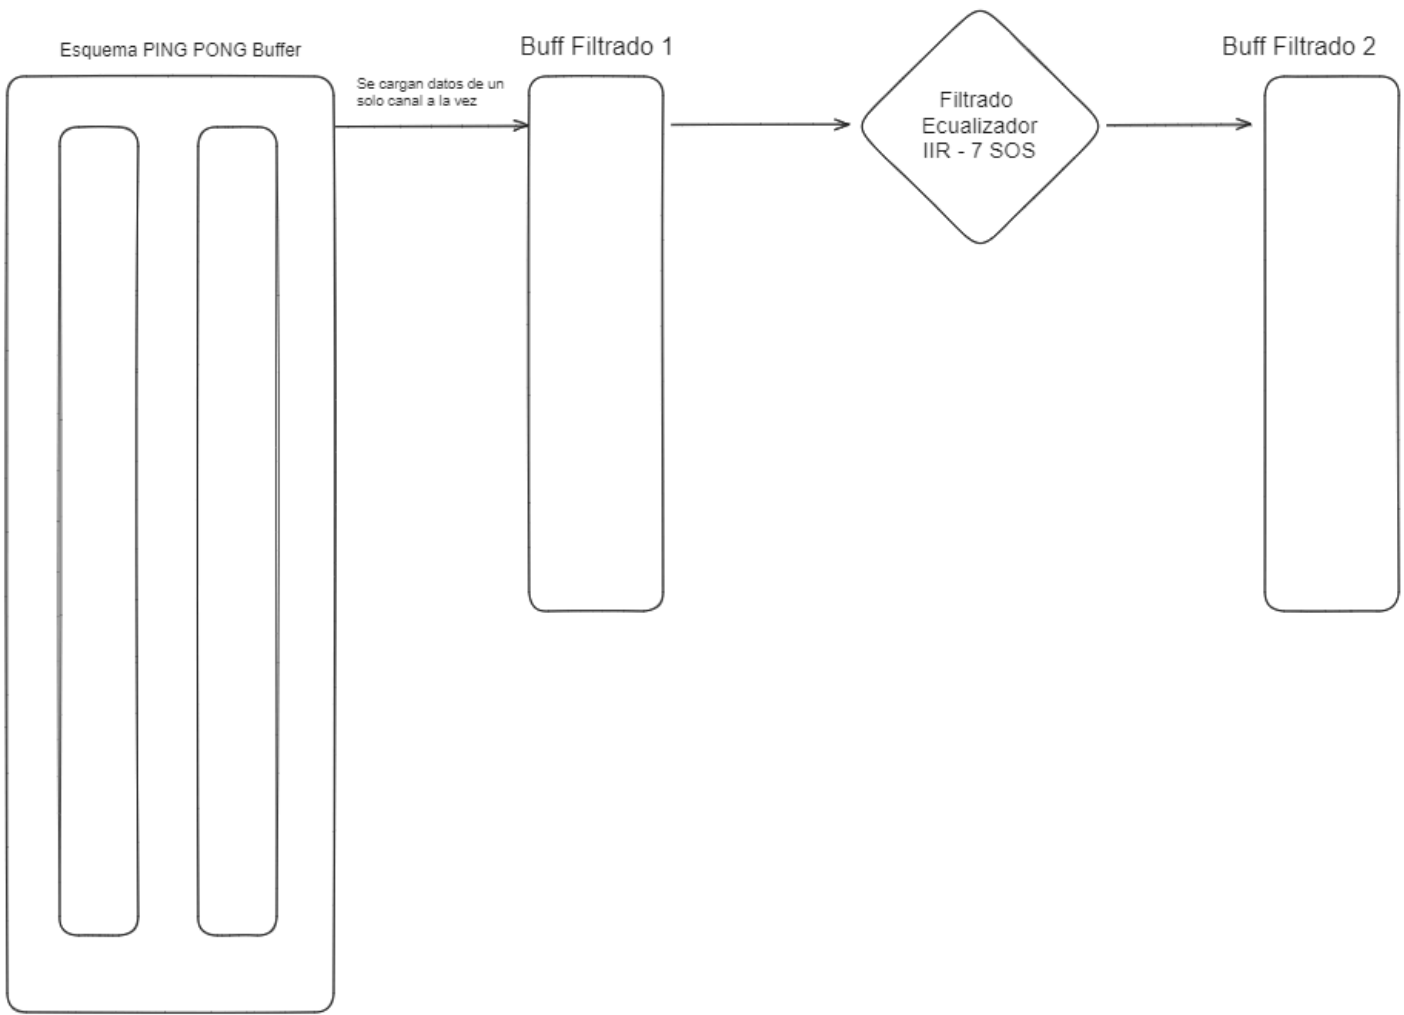 Esquema PING PONG Buffer
Se cargan datos de un
solo canal a la vez
Buff Filtrado 1
Filtrado
Ecualizador
IIR - 7 SOS
Buff Filtrado 2